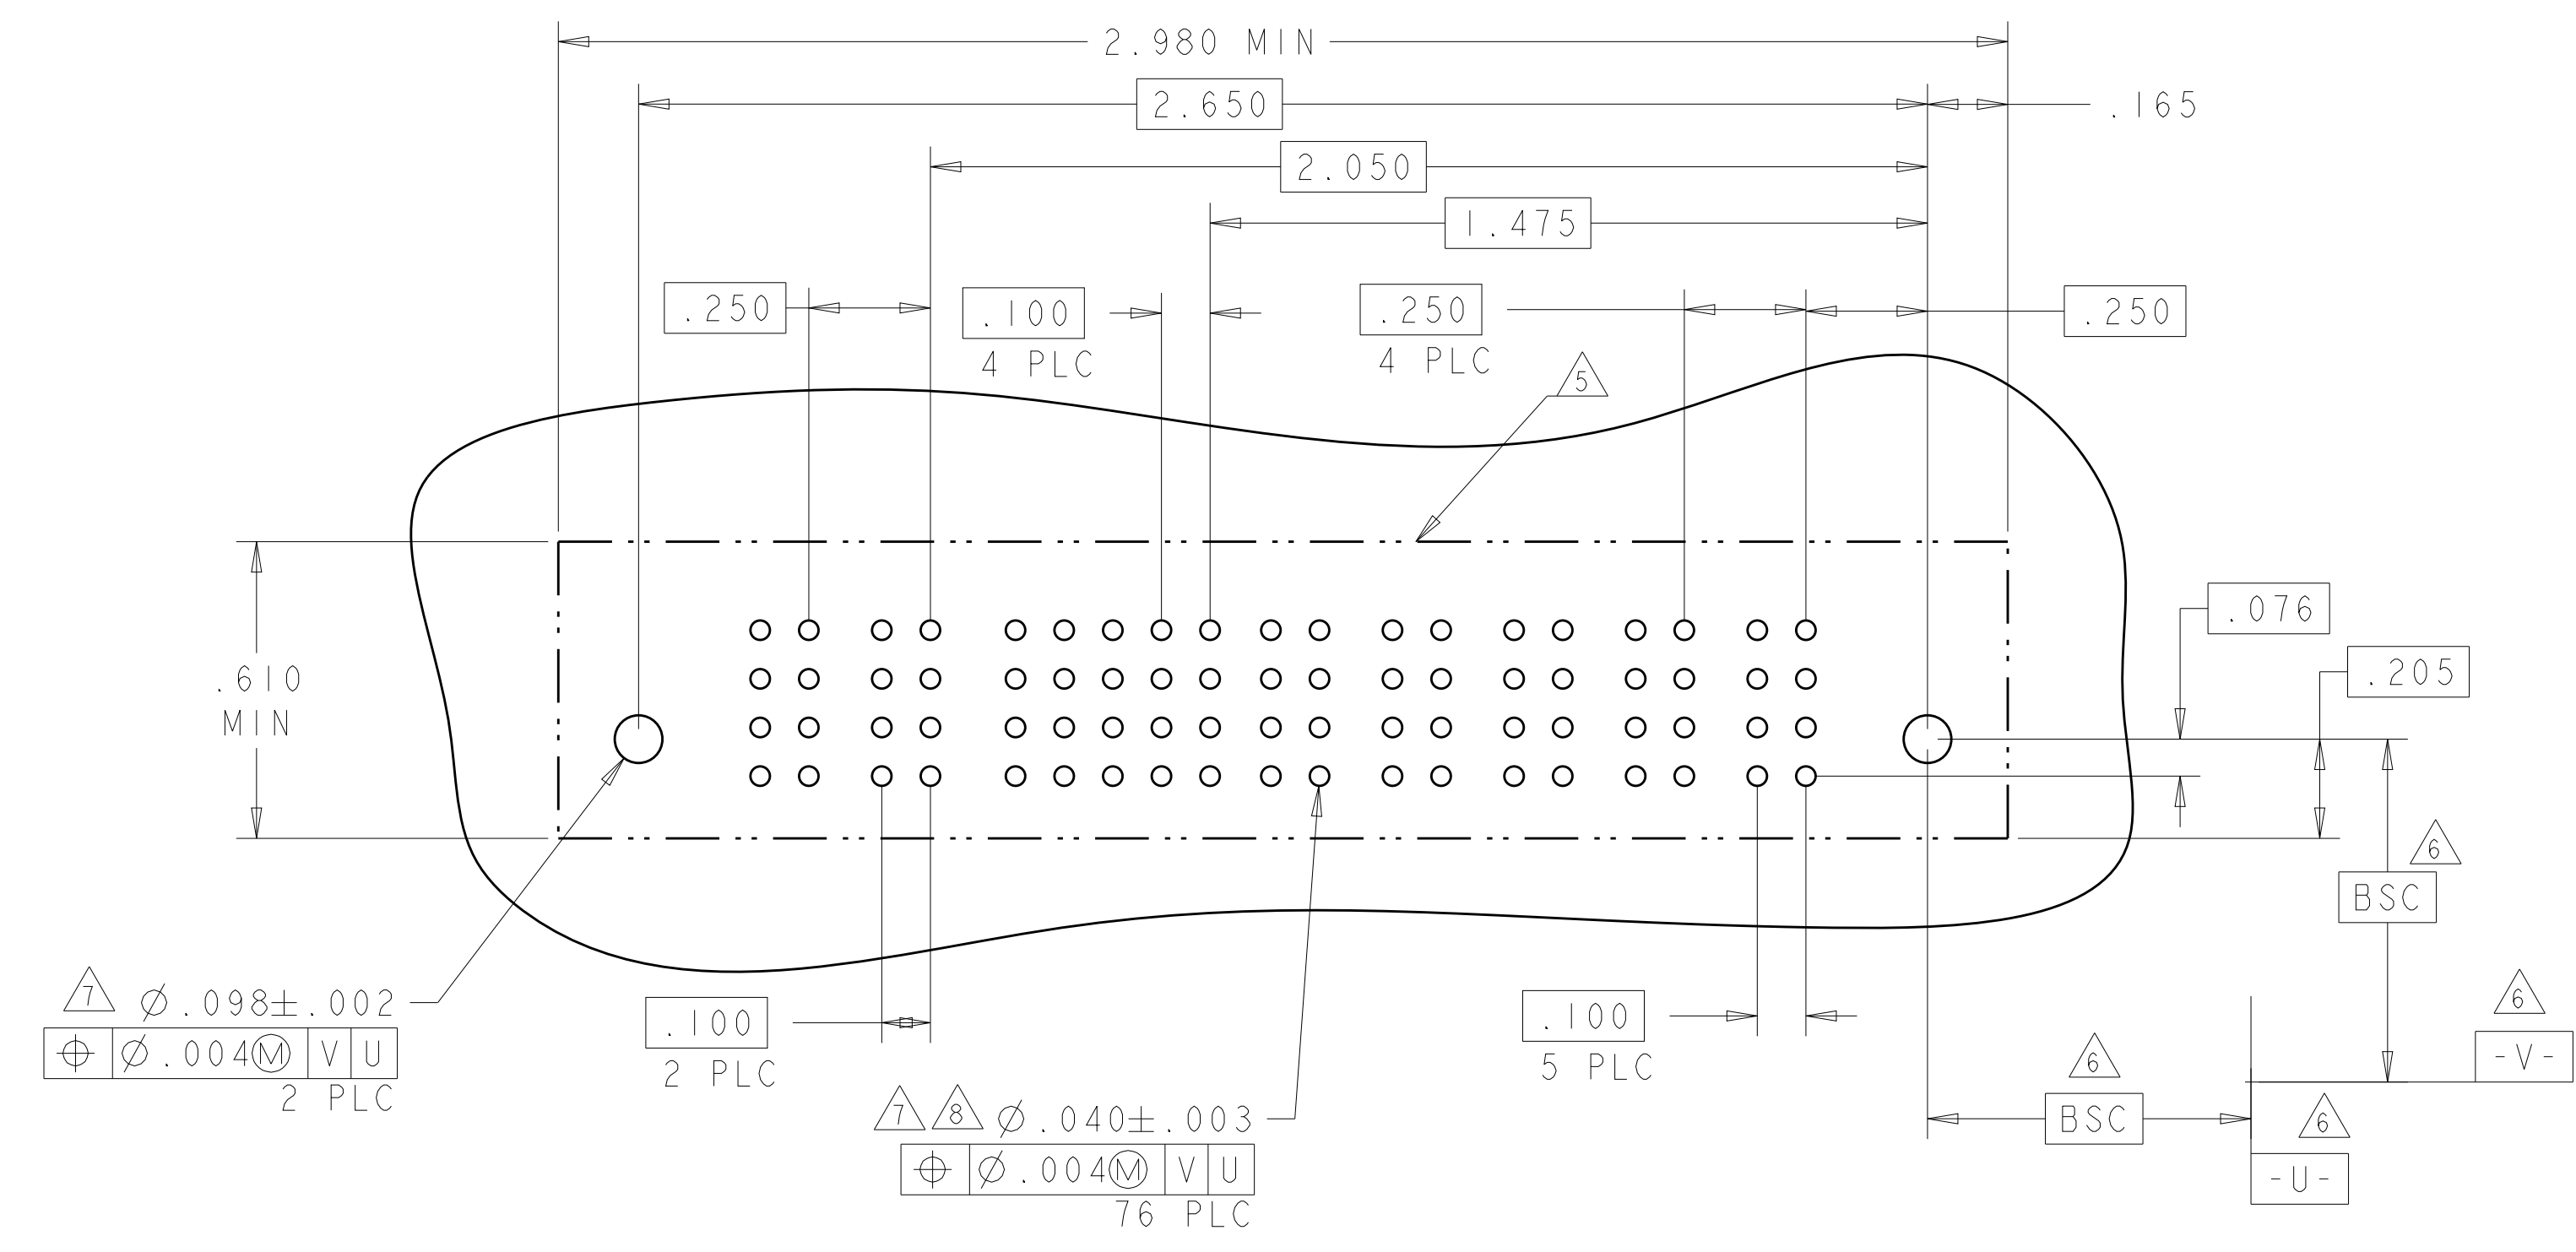 2.980 MIN
2.650
.165
2.050
1.475
.250
.100
4 PLC
.250
4 PLC
.250
5
.076
.205
.610
MIN
6
BSC
7 Ø.098±.002
⌖ Ø.004Ⓜ V U
2 PLC
.100
2 PLC
.100
5 PLC
6
-V-
6
BSC
6
-U-
7 8 Ø.040±.003
⌖ Ø.004Ⓜ V U
76 PLC